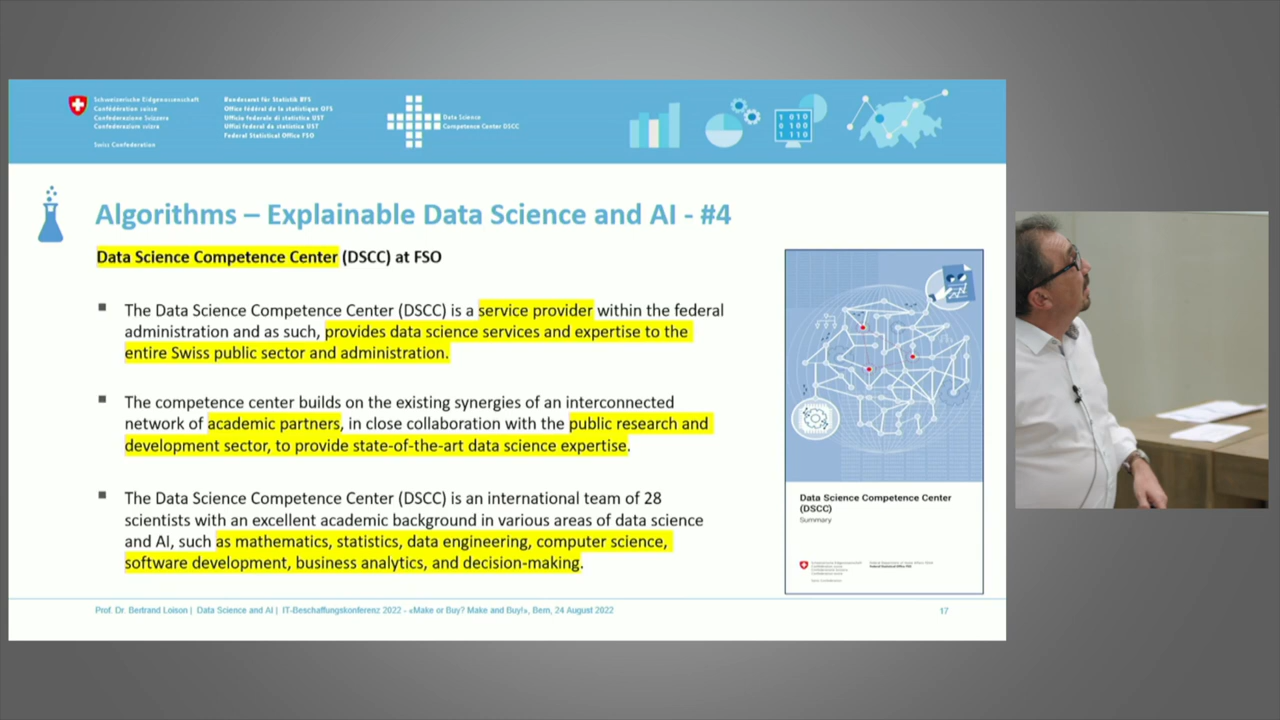 Schweizerische Eidgenossenschaft
Confédération suisse
Confederazione Svizzera
Confederaziun svizra
Swiss Confederation
Bundesamt für Statistik BFS
Office fédéral de la statistique OFS
Ufficio federale di statistica UST
Uffizi federal da statistica UST
Federal Statistical Office FSO
Data Science
Competence Center DSCC
1 010
0 100
1 110
Algorithms – Explainable Data Science and AI - #4
Data Science Competence Center (DSCC) at FSO
The Data Science Competence Center (DSCC) is a service provider within the federal
administration and as such, provides data science services and expertise to the
entire Swiss public sector and administration.
The competence center builds on the existing synergies of an interconnected
network of academic partners, in close collaboration with the public research and
development sector, to provide state-of-the-art data science expertise.
The Data Science Competence Center (DSCC) is an international team of 28
scientists with an excellent academic background in various areas of data science
and AI, such as mathematics, statistics, data engineering, computer science,
software development, business analytics, and decision-making.
Data Science Competence Center
(DSCC)
Summary
Prof. Dr. Bertrand Loison | Data Science and AI | IT-Beschaffungskonferenz 2022 - «Make or Buy? Make and Buy!», Bern, 24 August 2022
17